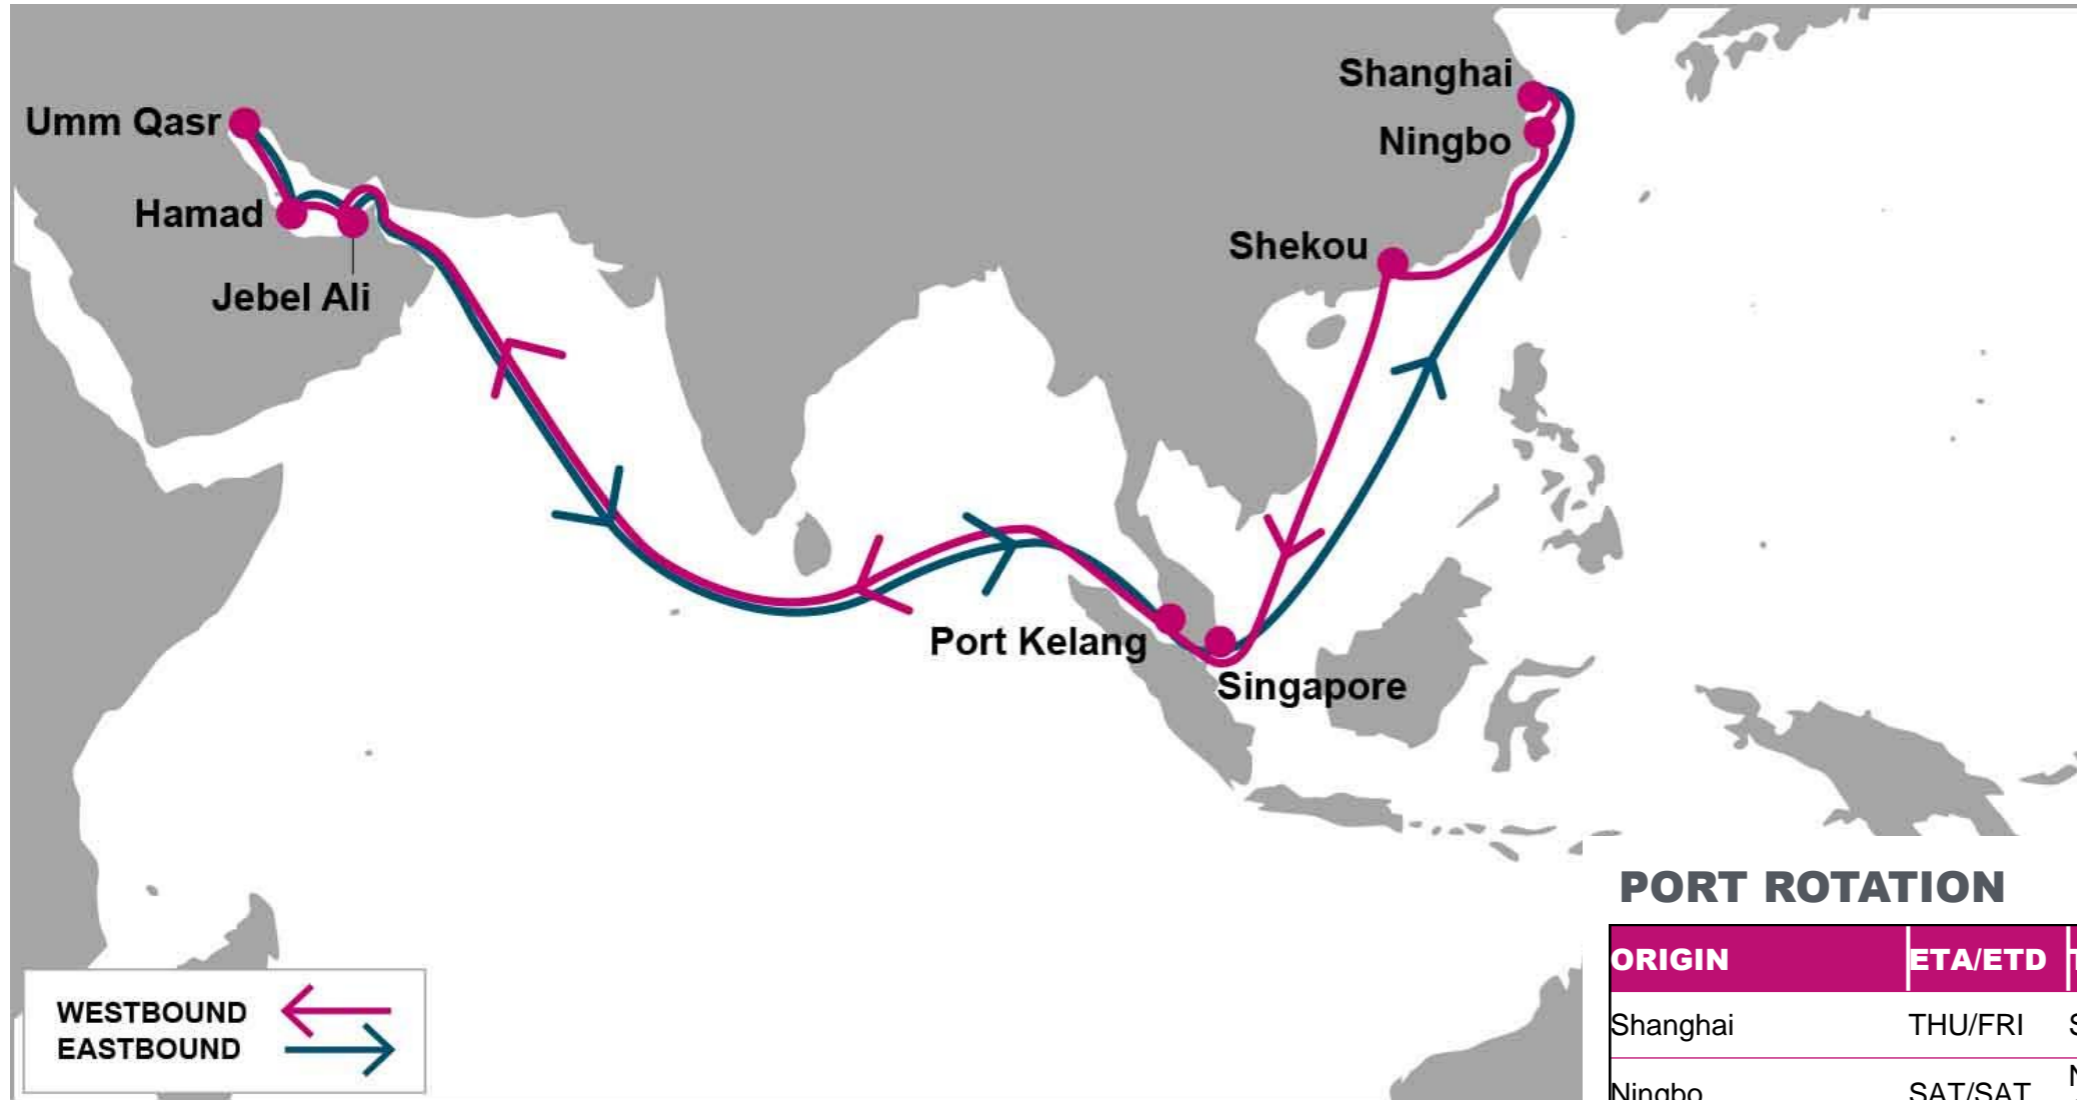 Shanghai
Umm Qasr
Ningbo
Hamad
Shekou
Jebel Ali
Port Kelang
Singapore
PORT ROTATION
ORIGIN ETA/ETD
Shanghai THU/FRI
WESTBOUND
EASTBOUND
Ningbo SAT/SAT